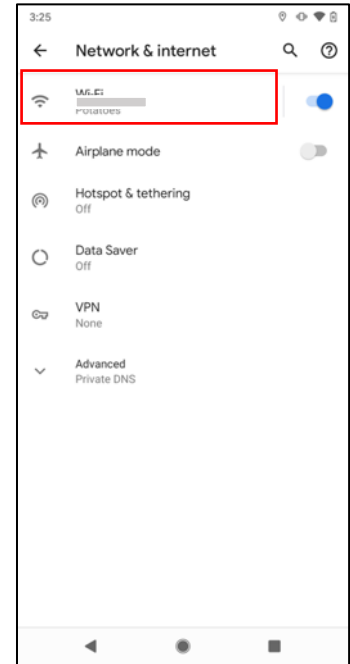 3:25
Network & internet
Wi-Fi
Potatoes
Airplane mode
Hotspot & tethering
Off
Data Saver
Off
VPN
None
Advanced
Private DNS